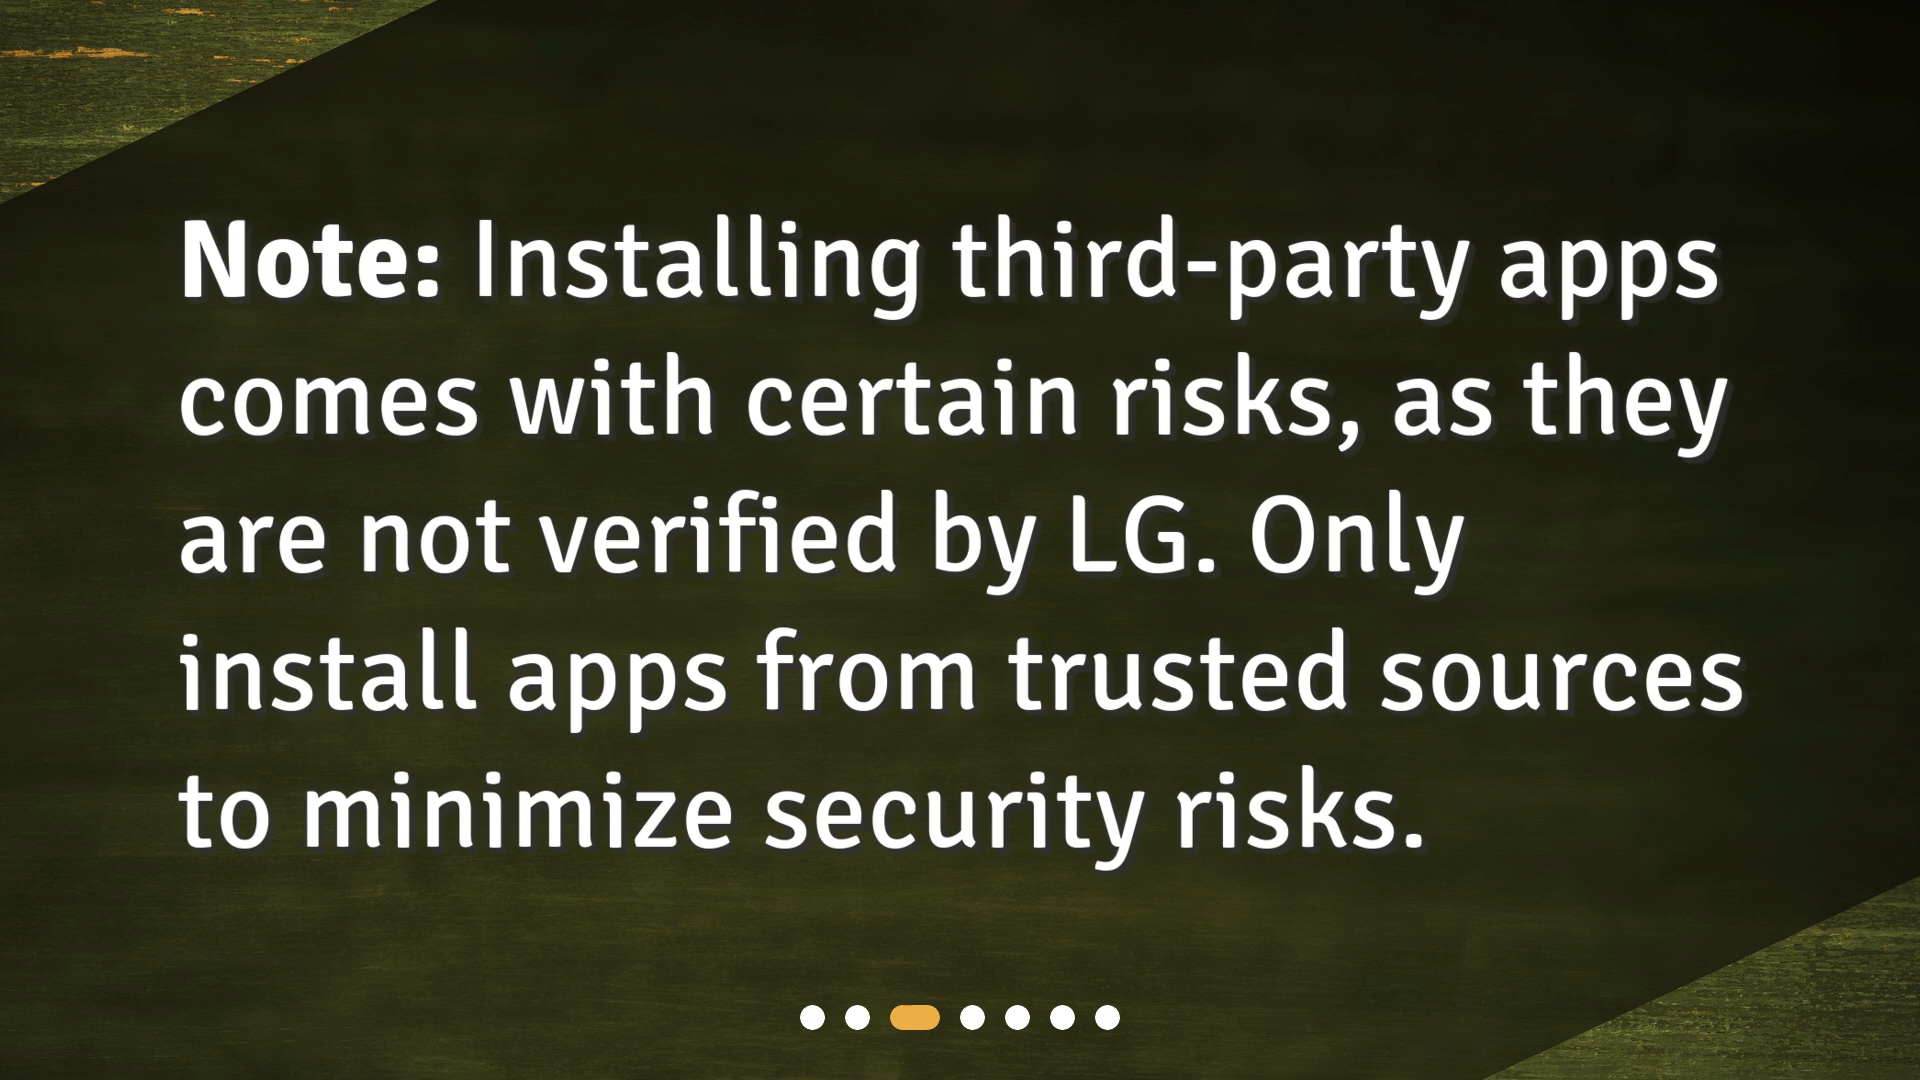 Note: Installing third-party apps
comes with certain risks, as they
are not verified by LG. Only
install apps from trusted sources
to minimize security risks.